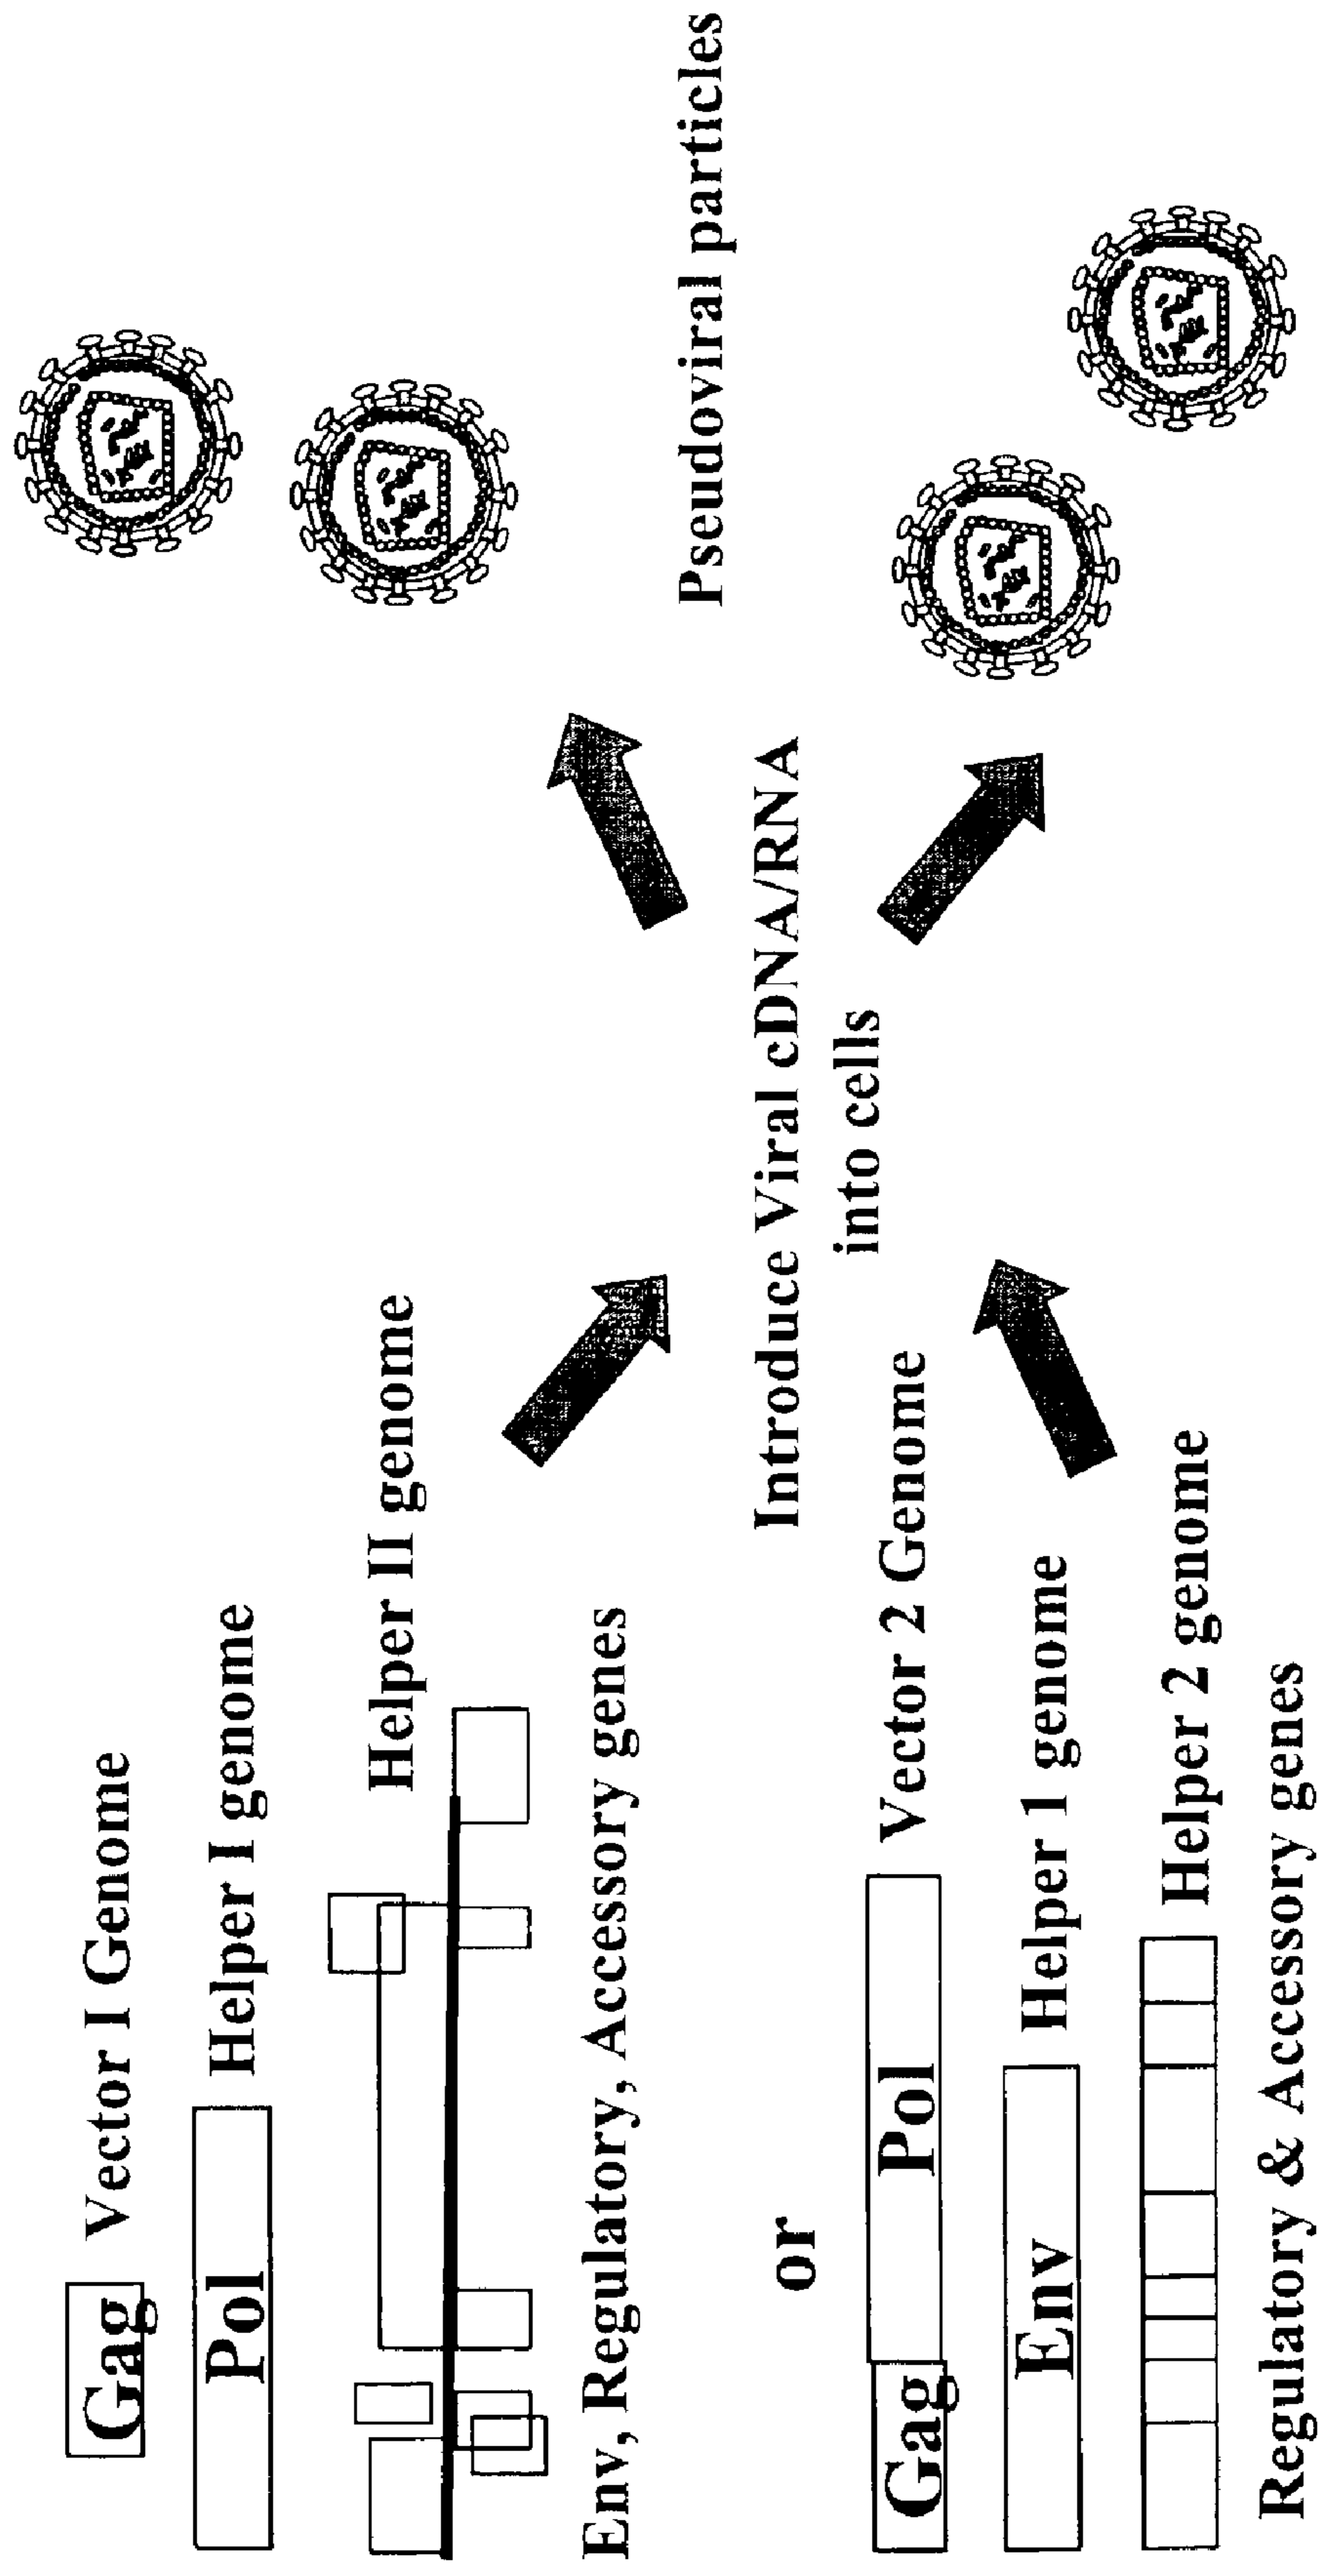 Gag Vector I Genome
Pol Helper I genome
Helper II genome
Env, Regulatory, Accessory genes
or
Gag Pol Vector 2 Genome
Env Helper 1 genome
Helper 2 genome
Regulatory & Accessory genes
Introduce Viral cDNA/RNA
into cells
Pseudoviral particles